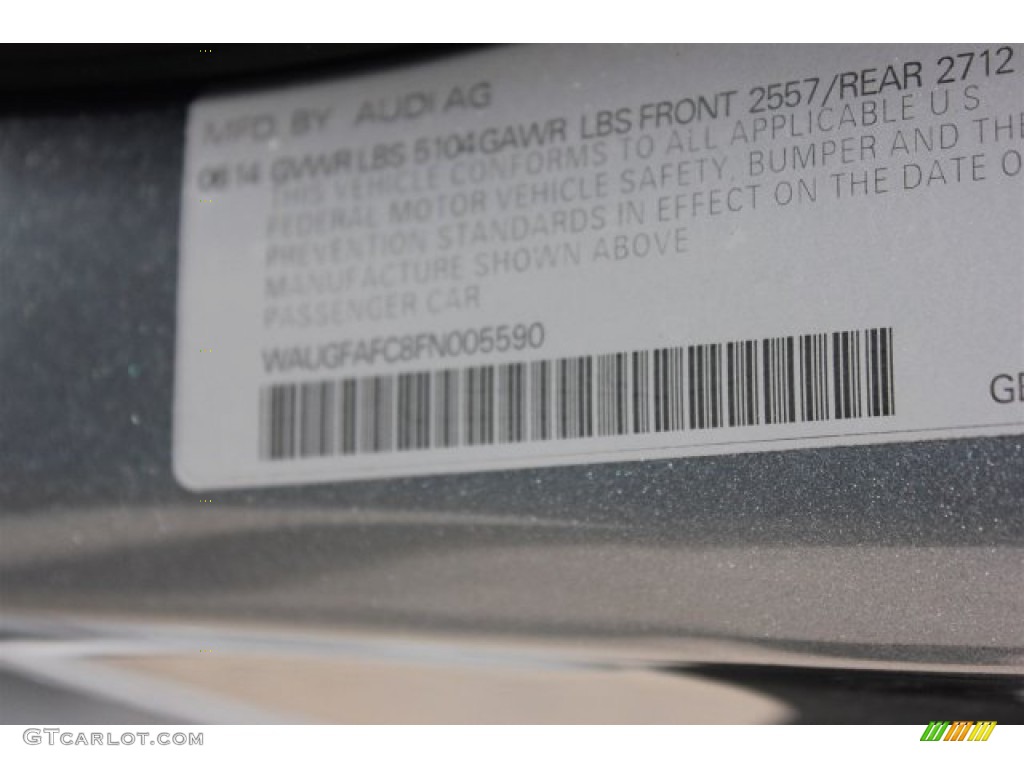 MFD. BY AUDI AG
0614 GVWR LBS 5104 GAWR LBS FRONT 2557/REAR 2712
THIS VEHICLE CONFORMS TO ALL APPLICABLE U S
FEDERAL MOTOR VEHICLE SAFETY, BUMPER AND THE
PREVENTION STANDARDS IN EFFECT ON THE DATE O
MANUFACTURE SHOWN ABOVE
PASSENGER CAR
WAUGFAFC8FN005590
GE
GTCARLOT.COM